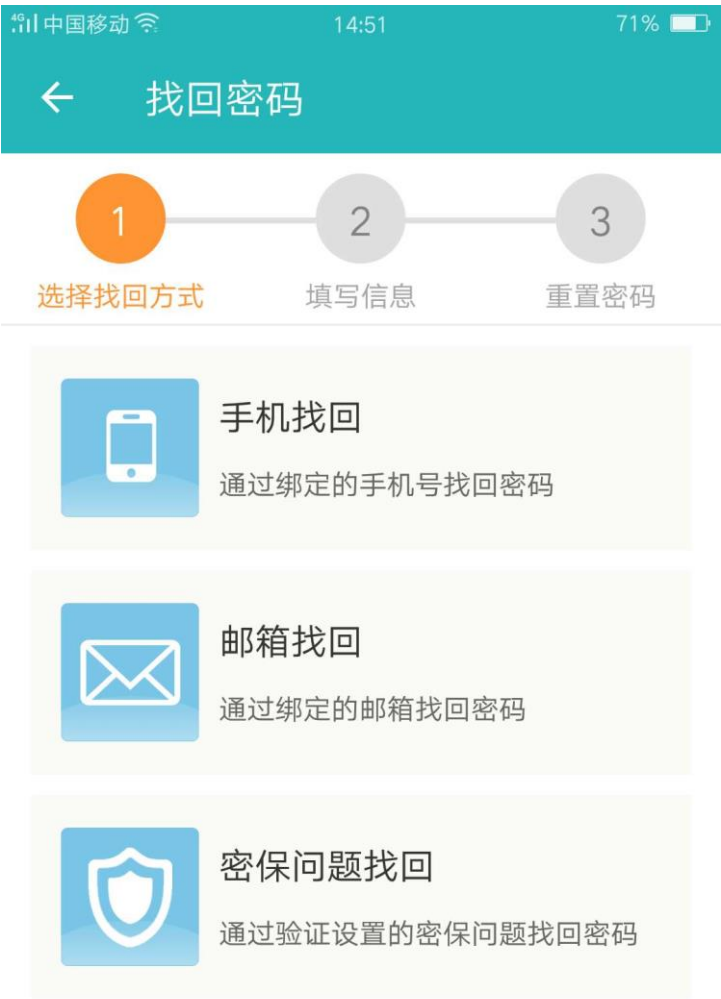 4G 中国移动 14:51 71%
找回密码
1 2 3
选择找回方式 填写信息 重置密码
手机找回
通过绑定的手机号找回密码
邮箱找回
通过绑定的邮箱找回密码
密保问题找回
通过验证设置的密保问题找回密码